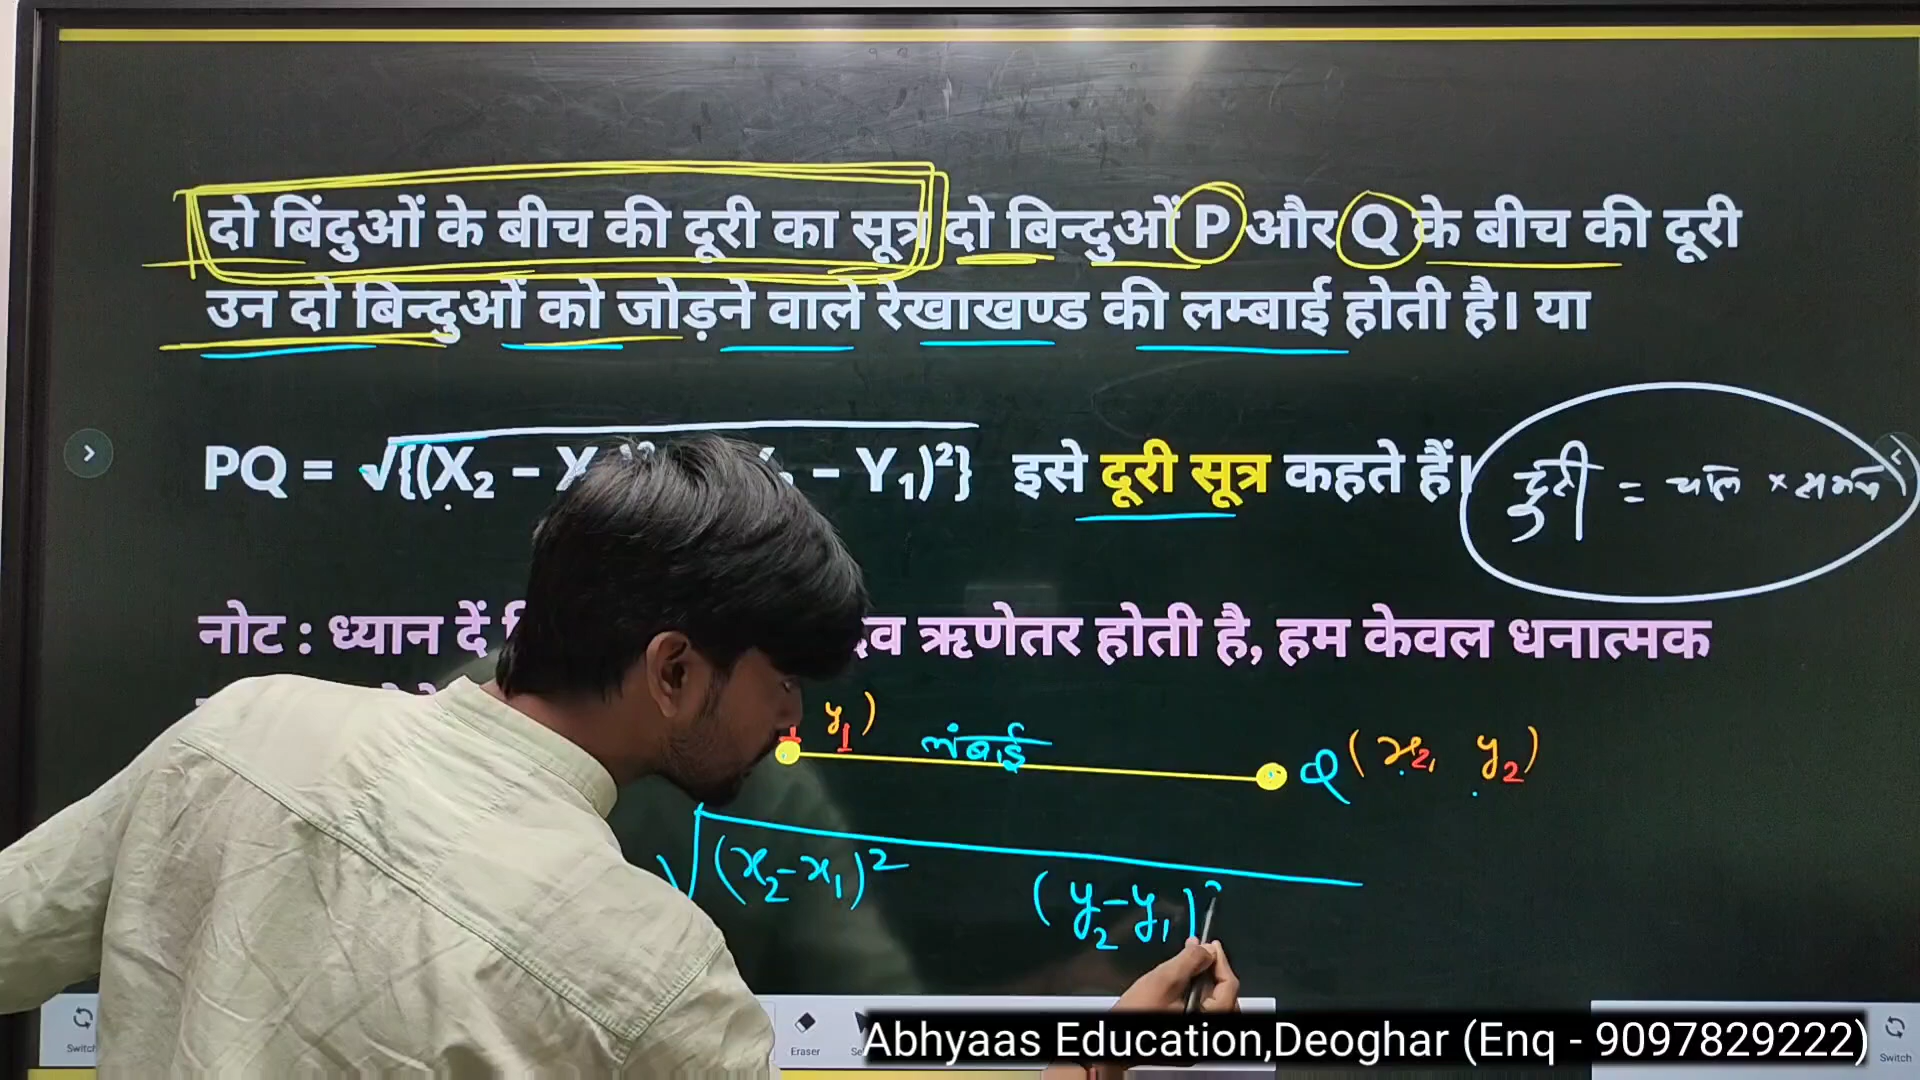 दो बिंदुओं के बीच की दूरी का सूत्र दो बिन्दुओं P और Q के बीच की दूरी
उन दो बिन्दुओं को जोड़ने वाले रेखाखण्ड की लम्बाई होती है। या
PQ = √{(X₂ – X – Y₁)²} इसे दूरी सूत्र कहते हैं।
दूरी = चाल × समय
नोट : ध्यान दें ऋणेतर होती है, हम केवल धनात्मक
y₁)
लंबाई
Q (x₂, y₂)
√(x₂-x₁)² (y₂-y₁)²
Switch
Eraser
Abhyaas Education,Deoghar (Enq - 9097829222)
Switch